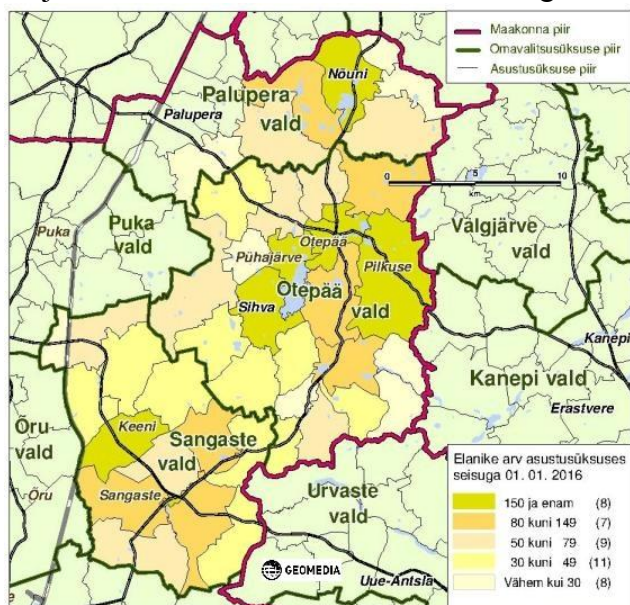 Maakonna piir
Omavalitsusüksuse piir
Asustusüksuse piir
Nõuni
Palupera
vald
Palupera
0 5 10
km
Puka
vald
Puka
Valgjärve
vald
Otepää
Pühajärve
Pilkuse
Otepää
Sihva
vald
Kanepi
Kanepi vald
Erastvere
Keeni
Õru
vald
Sangaste
vald
Õru
Sangaste
Urvaste
vald
Elanike arv asustusüksuses
seisuga 01. 01. 2016
150 ja enam (8)
80 kuni 149 (7)
50 kuni 79 (9)
30 kuni 49 (11)
Vähem kui 30 (8)
GEOMEDIA
Uue-Antsla